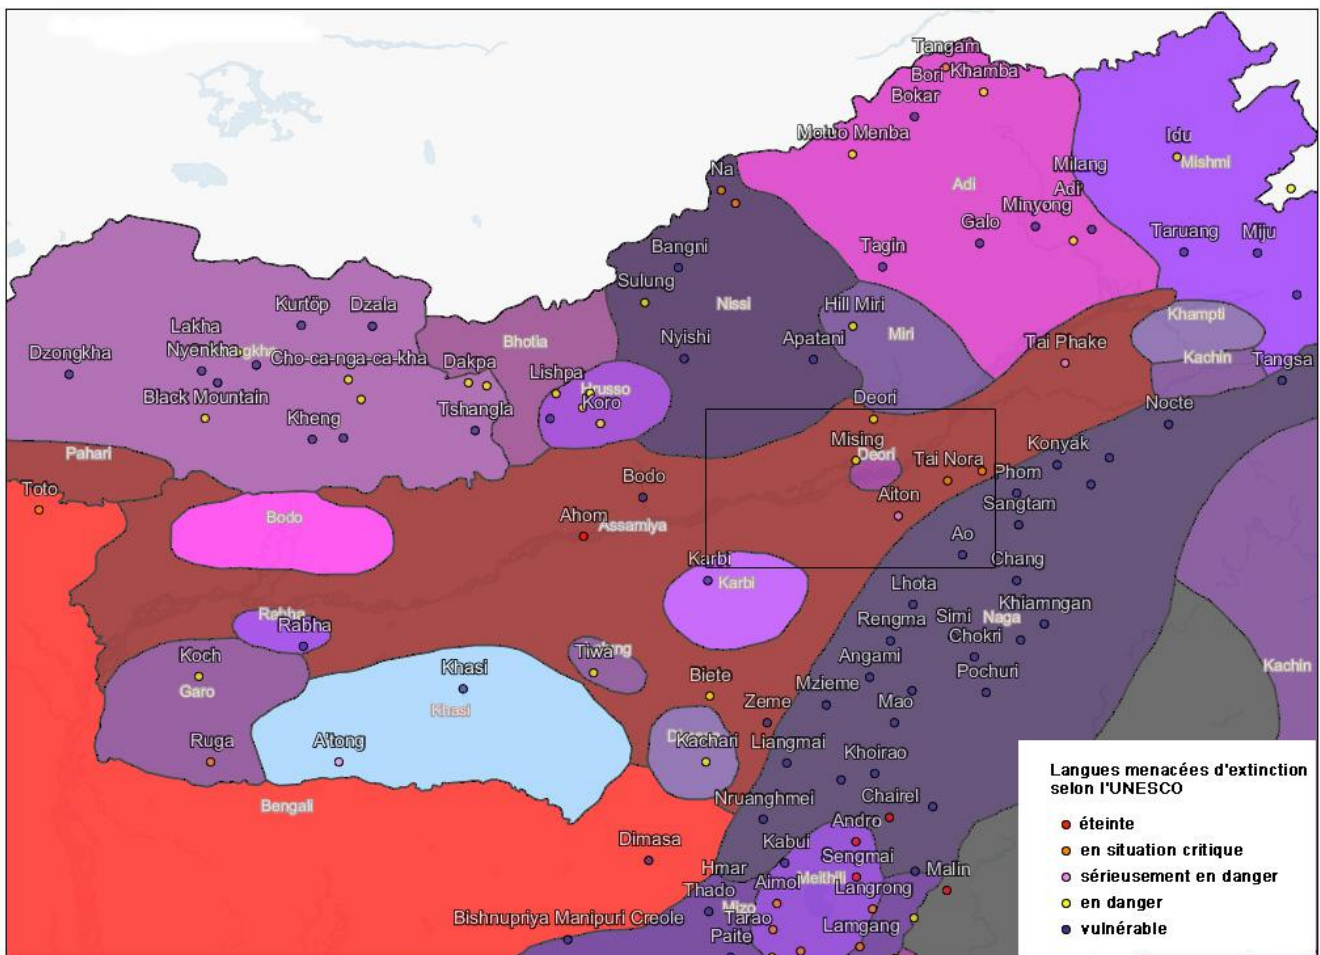 Tangam
Bori Khamba
Bokar
Moluo Menba
Idu
Mishmi
Na
Adi
Milang
Adi
Minyong
Galo
Taruang
Miju
Bangni
Tagin
Sulung
Nissi
Kurtöp
Dzala
Hill Miri
Khampti
Lakha
Bhotia
Nyishi
Apatani
Miri
Tai Phake
Dzongkha
Nyenkha
Cho-ca-nga-ca-kha
Dakpa
Lishpa
Kachin
Tangsa
Black Mountain
Hrusso
Koro
Deori
Nocte
Kheng
Tshangla
Mising
Konyak
Pahari
Deori
Tai Nora
Phom
Toto
Bodo
Aiton
Sangtam
Bodo
Ahom
Assamiya
Ao
Karbi
Chang
Karbi
Lhota
Khiamngan
Rabha
Rabha
Rengma
Simi
Naga
Chokri
Koch
Tiwa
Angami
Khasi
Biete
Pochuri
Kachin
Garo
Mzieme
Khasi
Zeme
Mao
Ruga
A'tong
Kachari
Liangmai
Khoirao
Bengali
Nruanghmei
Chairel
Andro
Dimasa
Kabui
Sengmai
Hmar
Meithili
Malin
Thado
Aimol
Langrong
Mizo
Bishnupriya Manipuri Creole
Tarao
Lamgang
Paite
Langues menacées d'extinction
selon l'UNESCO
éteinte
en situation critique
sérieusement en danger
en danger
vulnérable